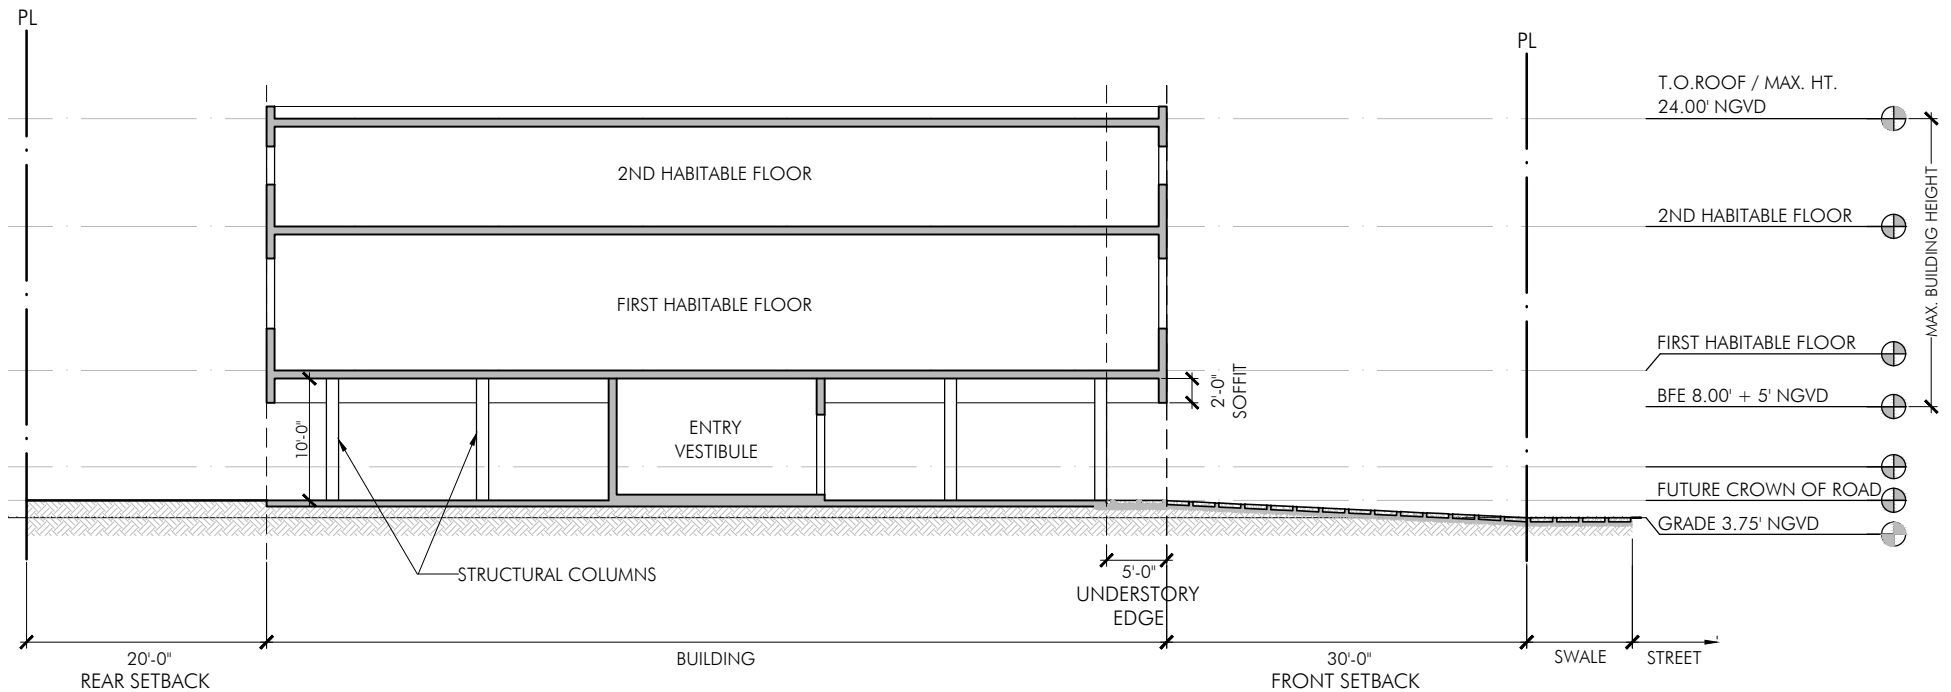 PL
PL
T.O.ROOF / MAX. HT.
24.00' NGVD
2ND HABITABLE FLOOR
2ND HABITABLE FLOOR
MAX. BUILDING HEIGHT
FIRST HABITABLE FLOOR
FIRST HABITABLE FLOOR
2'-0"
SOFFIT
BFE 8.00' + 5' NGVD
10'-0"
ENTRY
VESTIBULE
FUTURE CROWN OF ROAD
GRADE 3.75' NGVD
STRUCTURAL COLUMNS
5'-0"
UNDERSTORY
EDGE
20'-0"
REAR SETBACK
BUILDING
30'-0"
FRONT SETBACK
SWALE
STREET